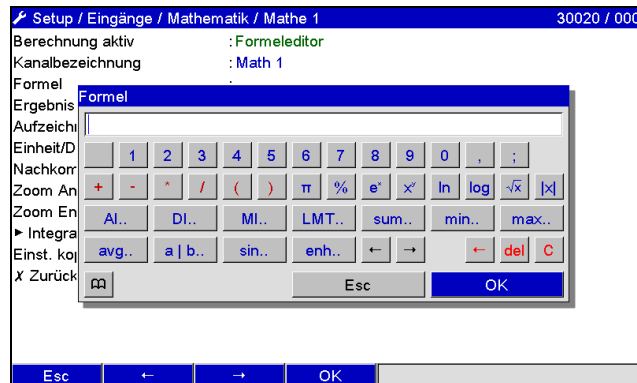 Setup / Eingänge / Mathematik / Mathe 1 30020 / 000
Berechnung aktiv :Formeleditor
Kanalbezeichnung :Math 1
Formel :
Ergebnis
Aufzeichn
Einheit/D
Nachkom
Zoom An
Zoom En
► Integra
Einst. kop
X Zurück
Formel
1 2 3 4 5 6 7 8 9 0 , ;
+ - * / ( ) π % eˣ xʸ ln log √x |x|
AI.. DI.. MI.. LMT.. sum.. min.. max..
avg.. a | b.. sin.. enh.. ← → ← del C
Esc OK
Esc ← → OK